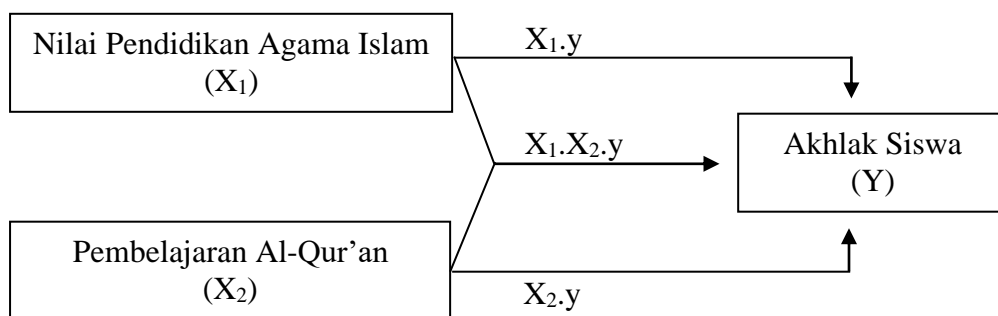 Nilai Pendidikan Agama Islam
(X₁)
X₁.y
X₁.X₂.y
Akhlak Siswa
(Y)
Pembelajaran Al-Qur’an
(X₂)
X₂.y